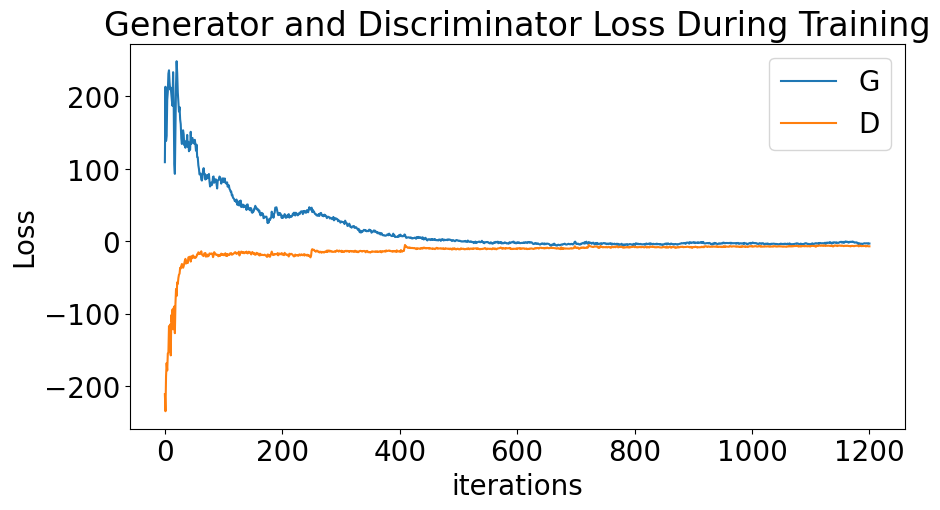 Generator and Discriminator Loss During Training
G
D
Loss
200
100
0
−100
−200
0 200 400 600 800 1000 1200
iterations